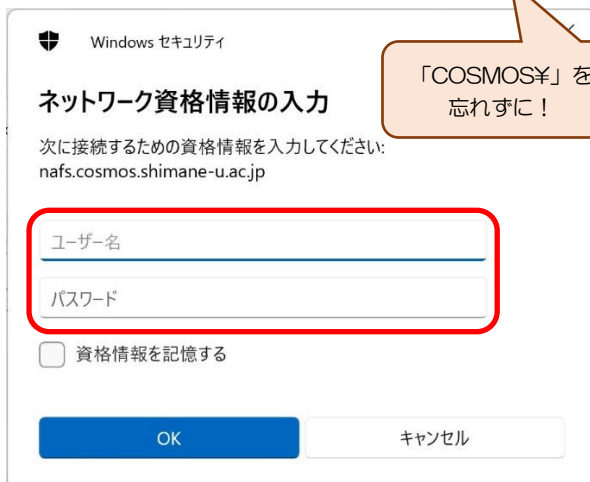 Windows セキュリティ
「COSMOS¥」を
忘れずに！
ネットワーク資格情報の入力
次に接続するための資格情報を入力してください:
nafs.cosmos.shimane-u.ac.jp
ユーザー名
パスワード
資格情報を記憶する
OK
キャンセル